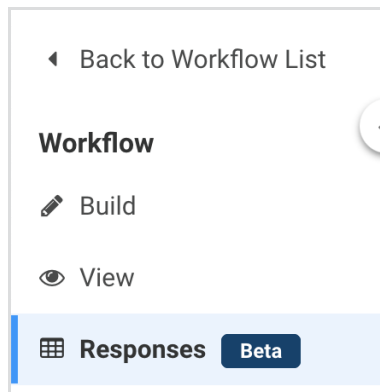 Back to Workflow List
Workflow
Build
View
Responses Beta